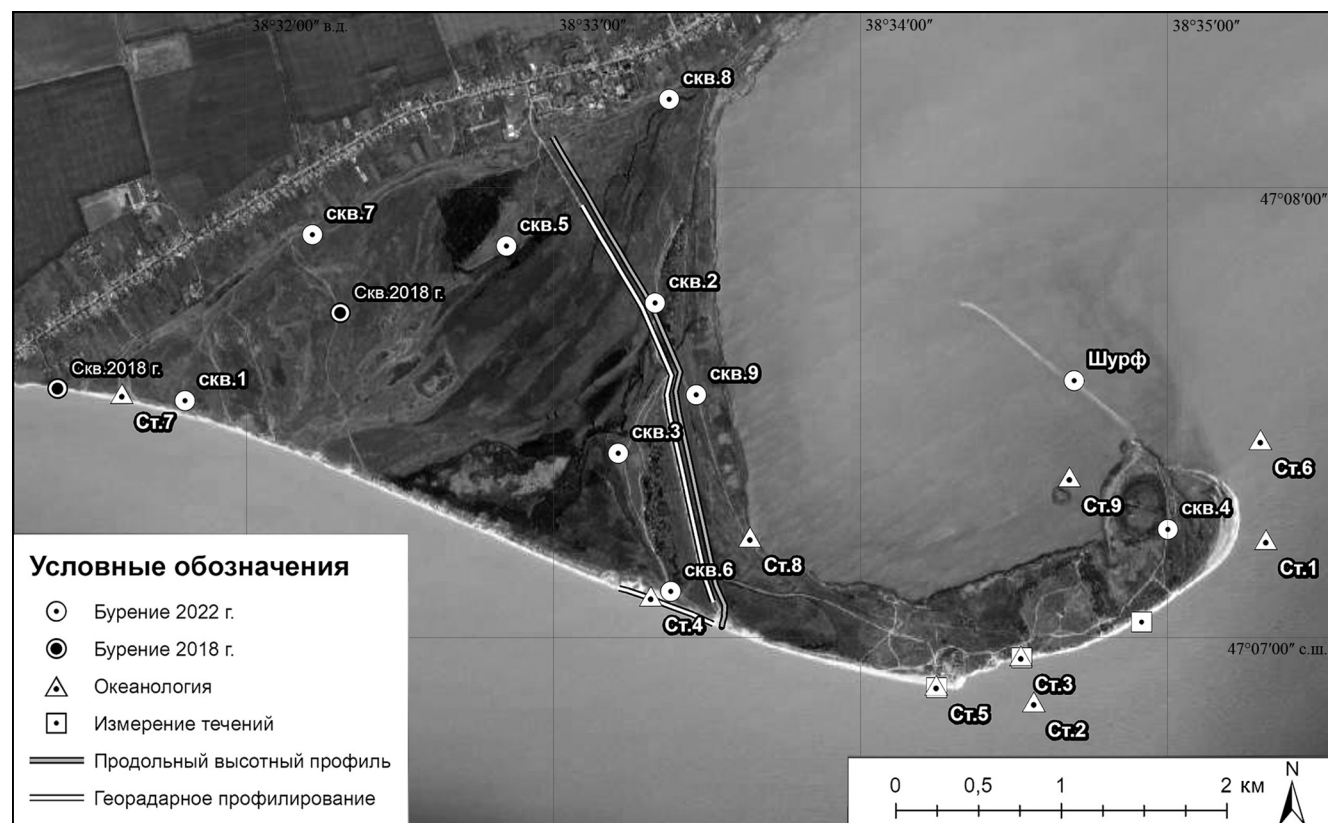 38°32′00″ в.д.
38°33′00″
38°34′00″
38°35′00″
скв.8
47°08′00″
скв.7
скв.5
Скв.2018 г.
скв.2
Шурф
Скв.2018 г.
скв.1
скв.9
Ст.7
скв.3
Ст.6
Ст.9
скв.4
Ст.8
Ст.1
скв.6
Ст.4
47°07′00″ с.ш.
Ст.3
Ст.5
Ст.2
Условные обозначения
Бурение 2022 г.
Бурение 2018 г.
Океанология
Измерение течений
Продольный высотный профиль
Георадарное профилирование
0 0,5 1 2 км
N